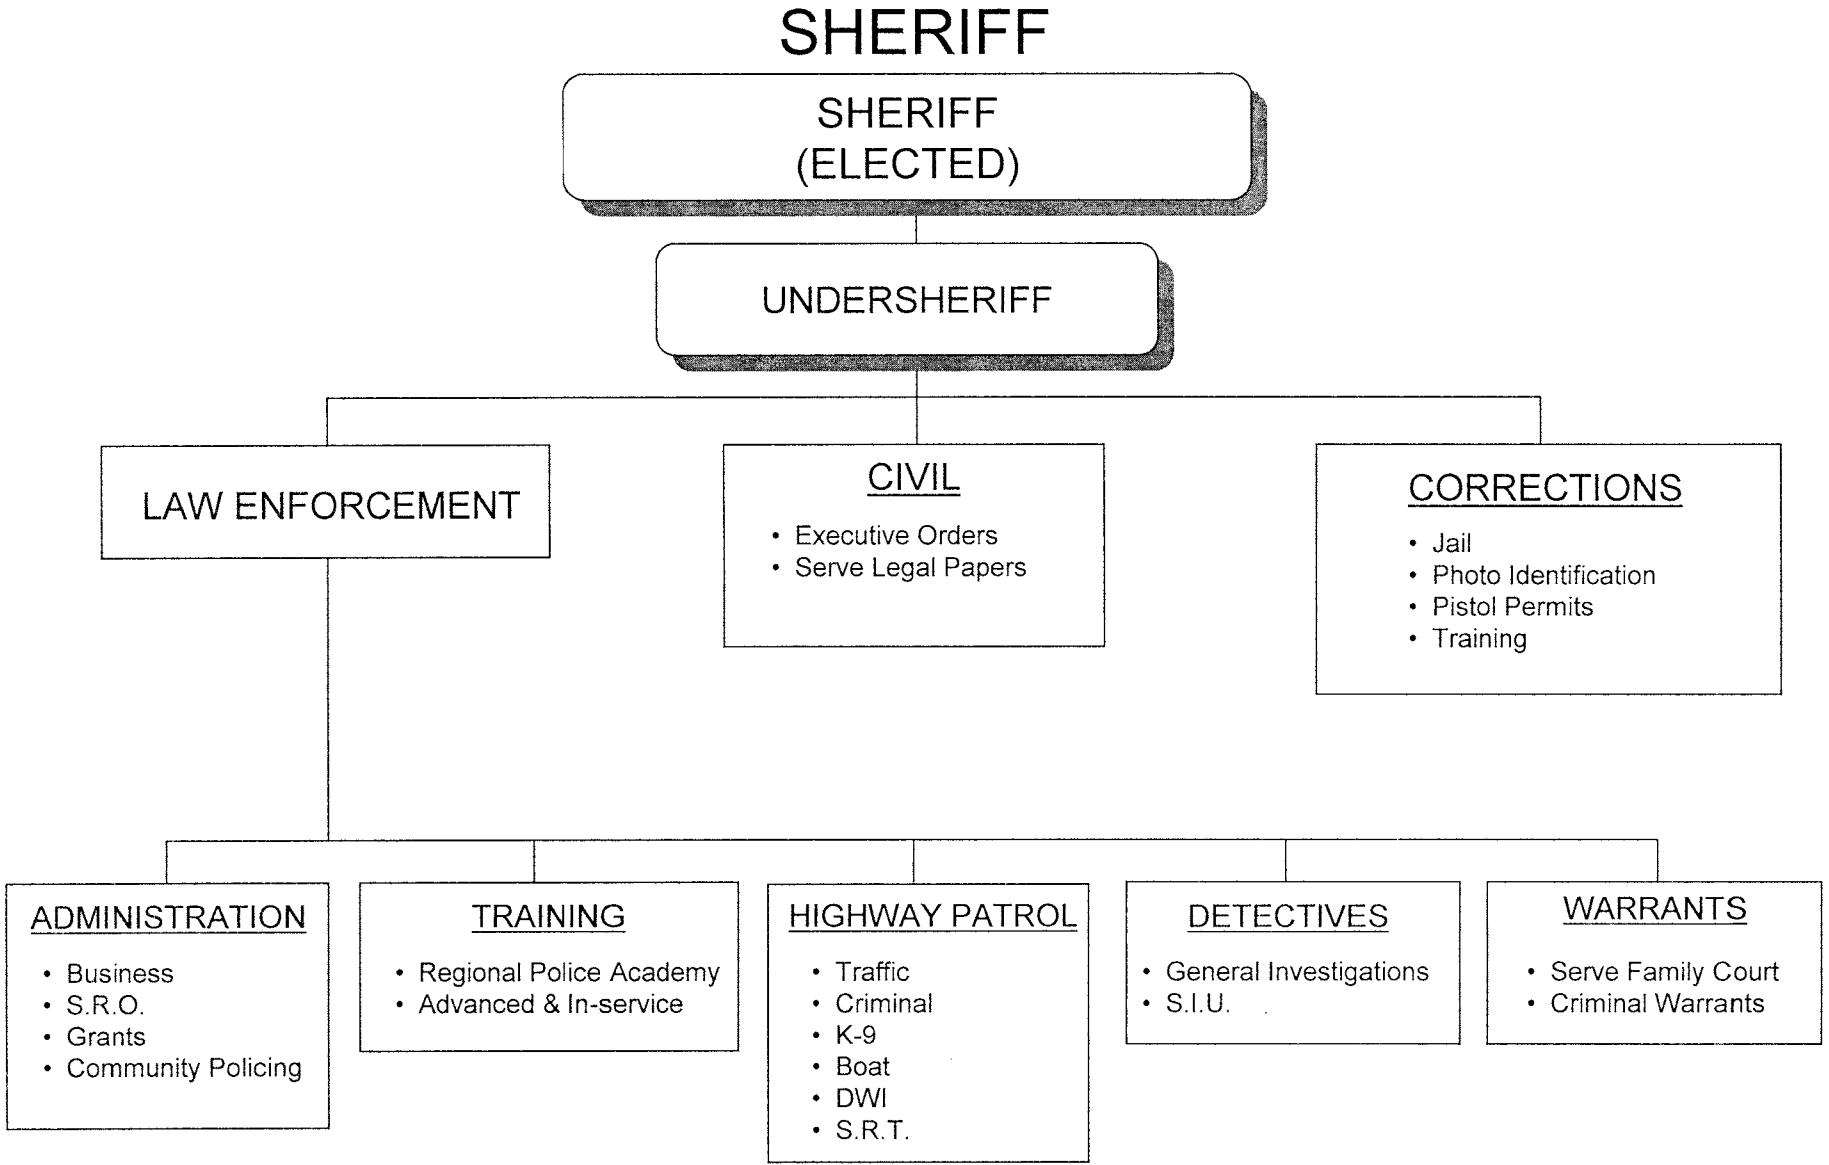 SHERIFF
SHERIFF
(ELECTED)
UNDERSHERIFF
LAW ENFORCEMENT
CIVIL
• Executive Orders
• Serve Legal Papers
CORRECTIONS
• Jail
• Photo Identification
• Pistol Permits
• Training
ADMINISTRATION
• Business
• S.R.O.
• Grants
• Community Policing
TRAINING
• Regional Police Academy
• Advanced & In-service
HIGHWAY PATROL
• Traffic
• Criminal
• K-9
• Boat
• DWI
• S.R.T.
DETECTIVES
• General Investigations
• S.I.U.
WARRANTS
• Serve Family Court
• Criminal Warrants